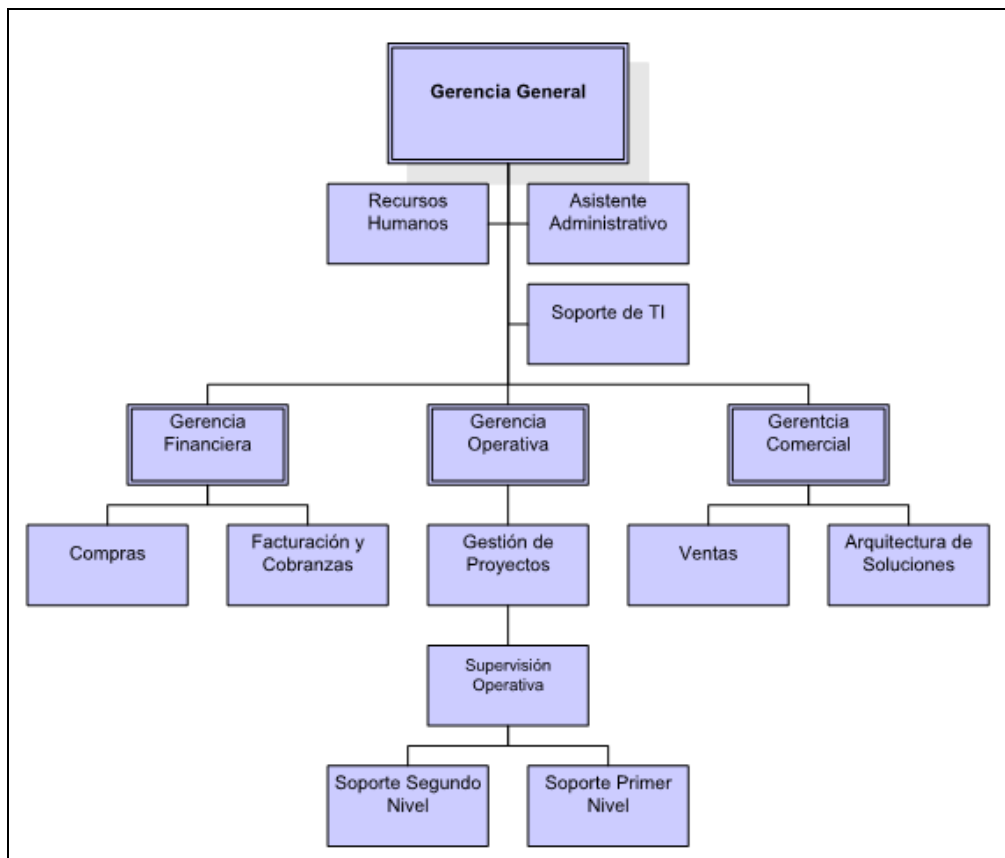 Gerencia General
Recursos
Humanos
Asistente
Administrativo
Soporte de TI
Gerencia
Financiera
Gerencia
Operativa
Gerentcia
Comercial
Compras
Facturación y
Cobranzas
Gestión de
Proyectos
Ventas
Arquitectura de
Soluciones
Supervisión
Operativa
Soporte Segundo
Nivel
Soporte Primer
Nivel